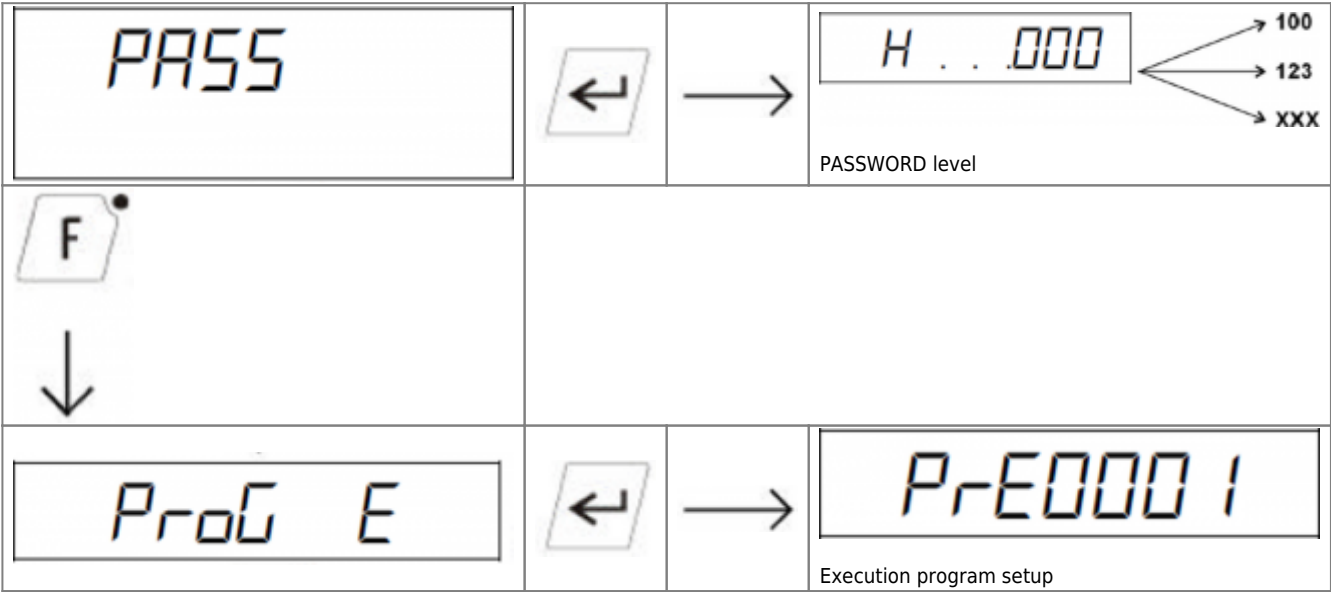 PASS
H . . .000
100
123
XXX
PASSWORD level
F
ProG E
PrE0001
Execution program setup